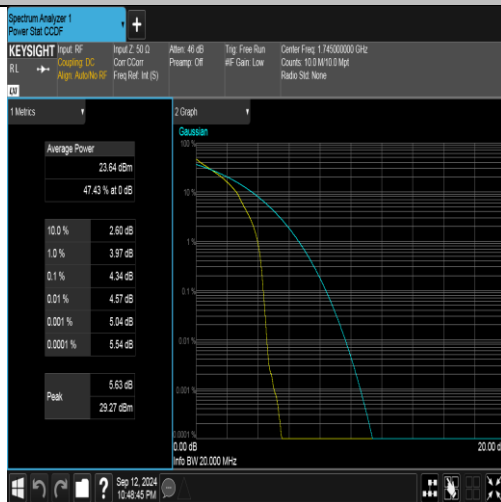 Spectrum Analyzer 1
Power Stat CCDF
KEYSIGHT
RL
LXI
Input: RF
Coupling: DC
Align: Auto/No RF
Input Z: 50 Ω
Corr CCorr
Freq Ref: Int (S)
Atten: 46 dB
Preamp: Off
Trig: Free Run
#IF Gain: Low
Center Freq: 1.745000000 GHz
Counts: 10.0 M/10.0 Mpt
Radio Std: None
1 Metrics
Average Power
23.64 dBm
47.43 % at 0 dB
10.0 % 2.60 dB
1.0 % 3.97 dB
0.1 % 4.34 dB
0.01 % 4.57 dB
0.001 % 5.04 dB
0.0001 % 5.54 dB
Peak
5.63 dB
29.27 dBm
2 Graph
Gaussian
100 %
10 %
1 %
0.1 %
0.01 %
0.001 %
0.0001 %
0.00 dB
20.00 d
Info BW 20.000 MHz
Sep 12, 2024
10:48:45 PM